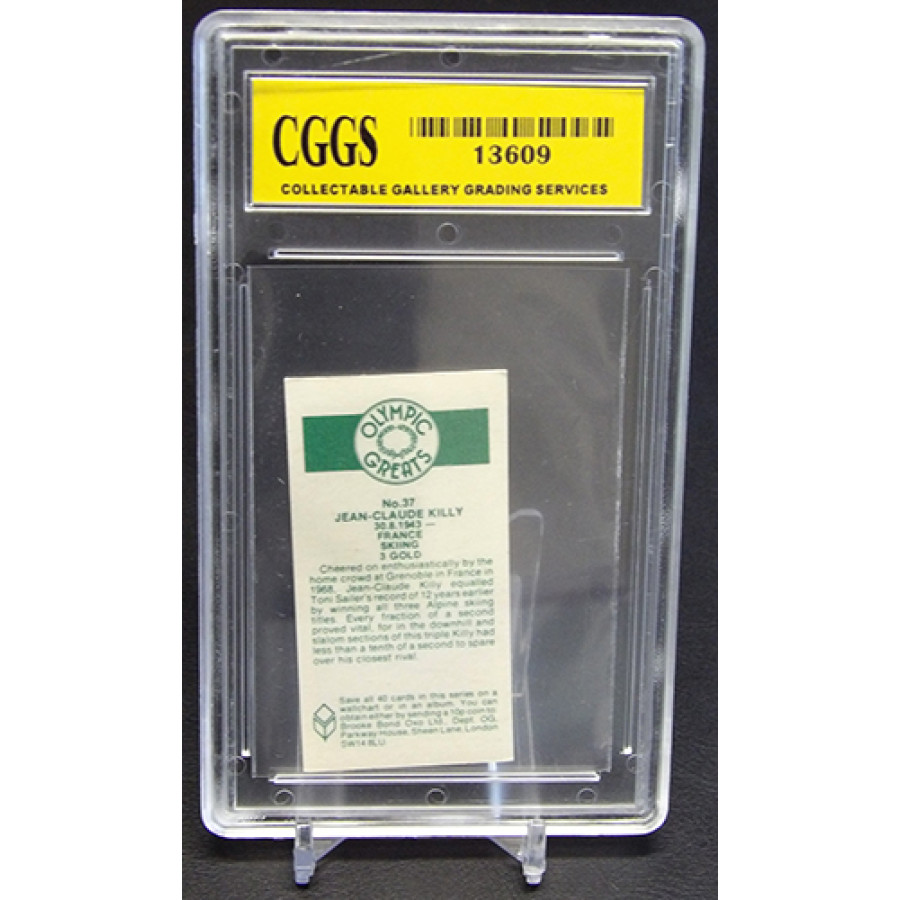 CGGS
13609
COLLECTABLE GALLERY GRADING SERVICES
OLYMPIC
GREATS
No.37
JEAN-CLAUDE KILLY
30.8.1943 —
FRANCE
SKIING
3 GOLD
Cheered on enthusiastically by the
home crowd at Grenoble in France in
1968, Jean-Claude Killy equalled
Toni Sailer's record of 12 years earlier
by winning all three Alpine skiing
titles. Every fraction of a second
proved vital, for in the downhill and
slalom sections of this triple Killy had
less than a tenth of a second to spare
over his closest rival.
Save all 40 cards in this series on a
wallchart or in an album. You can
obtain either by sending a 10p coin to
Brooke Bond Oxo Ltd., Dept. OG,
Parkway House, Sheen Lane, London
SW14 8LU